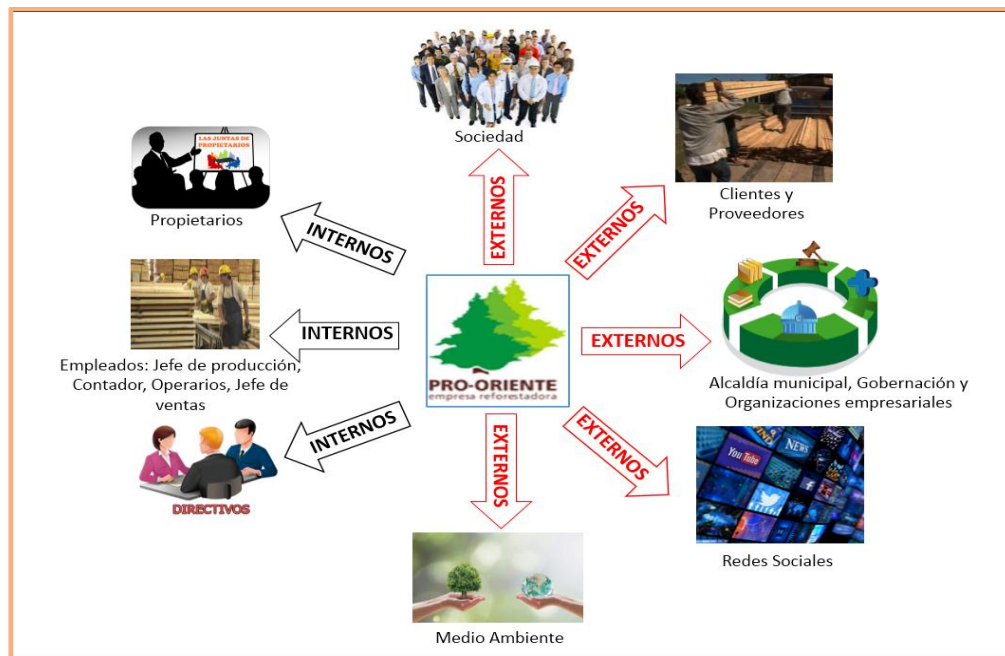 Sociedad
LAS JUNTAS DE
PROPIETARIOS
Propietarios
Clientes y
Proveedores
INTERNOS
EXTERNOS
EXTERNOS
Empleados: Jefe de producción,
Contador, Operarios, Jefe de
ventas
INTERNOS
PRO-ORIENTE
empresa reforestadora
EXTERNOS
Alcaldía municipal, Gobernación y
Organizaciones empresariales
DIRECTIVOS
INTERNOS
EXTERNOS
EXTERNOS
YouTube
NEWS
Redes Sociales
Medio Ambiente